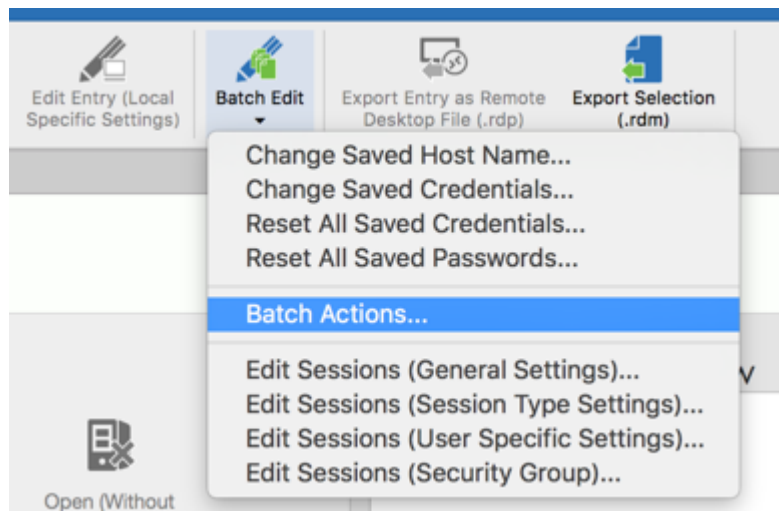 Edit Entry (Local
Specific Settings)
Batch Edit
Export Entry as Remote
Desktop File (.rdp)
Export Selection
(.rdm)
Change Saved Host Name...
Change Saved Credentials...
Reset All Saved Credentials...
Reset All Saved Passwords...
Batch Actions...
Edit Sessions (General Settings)...
Edit Sessions (Session Type Settings)...
Edit Sessions (User Specific Settings)...
Edit Sessions (Security Group)...
Open (Without